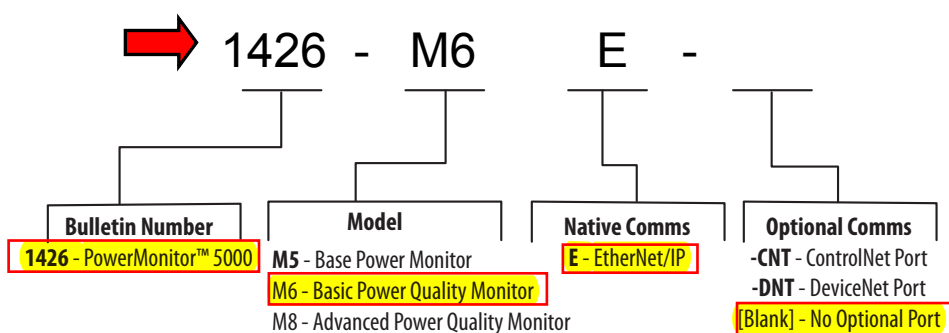 1426 - M6 E -
Bulletin Number
1426 - PowerMonitor™ 5000
Model
M5 - Base Power Monitor
M6 - Basic Power Quality Monitor
M8 - Advanced Power Quality Monitor
Native Comms
E - EtherNet/IP
Optional Comms
-CNT - ControlNet Port
-DNT - DeviceNet Port
[Blank] - No Optional Port